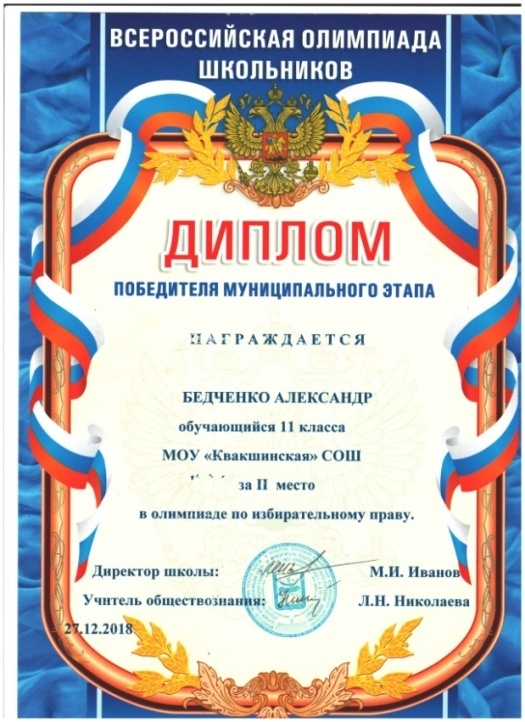 ВСЕРОССИЙСКАЯ ОЛИМПИАДА
ШКОЛЬНИКОВ
ДИПЛОМ
ПОБЕДИТЕЛЯ МУНИЦИПАЛЬНОГО ЭТАПА
НАГРАЖДАЕТСЯ
БЕДЧЕНКО АЛЕКСАНДР
обучающийся 11 класса
МОУ «Квакшинская» СОШ
за II место
в олимпиаде по избирательному праву.
Директор школы: М.И. Иванов
Учитель обществознания: Л.Н. Николаева
27.12.2018